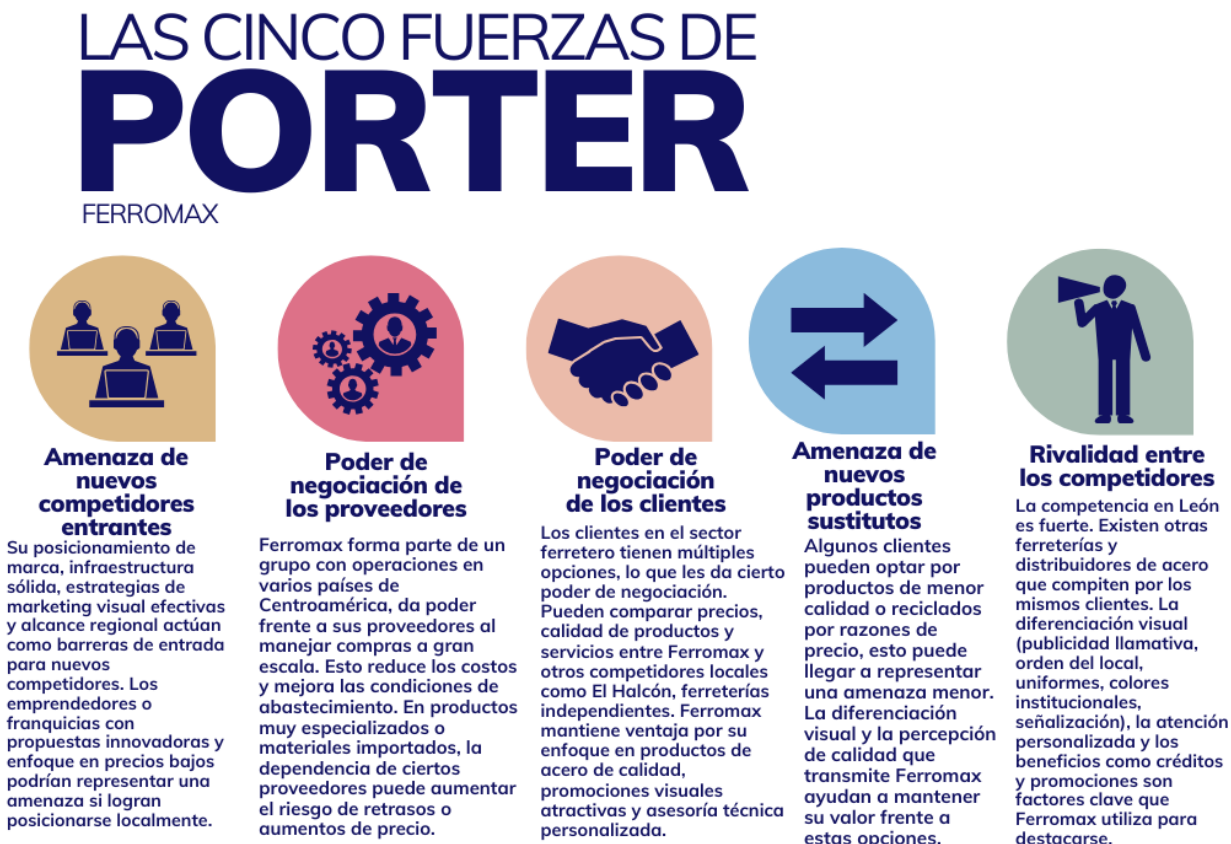 LAS CINCO FUERZAS DE
PORTER
FERROMAX
Amenaza de
nuevos
competidores
entrantes
Su posicionamiento de
marca, infraestructura
sólida, estrategias de
marketing visual efectivas
y alcance regional actúan
como barreras de entrada
para nuevos
competidores. Los
emprendedores o
franquicias con
propuestas innovadoras y
enfoque en precios bajos
podrían representar una
amenaza si logran
posicionarse localmente.
Poder de
negociación de
los proveedores
Ferromax forma parte de un
grupo con operaciones en
varios países de
Centroamérica, da poder
frente a sus proveedores al
manejar compras a gran
escala. Esto reduce los costos
y mejora las condiciones de
abastecimiento. En productos
muy especializados o
materiales importados, la
dependencia de ciertos
proveedores puede aumentar
el riesgo de retrasos o
aumentos de precio.
Poder de
negociación
de los clientes
Los clientes en el sector
ferretero tienen múltiples
opciones, lo que les da cierto
poder de negociación.
Pueden comparar precios,
calidad de productos y
servicios entre Ferromax y
otros competidores locales
como El Halcón, ferreterías
independientes. Ferromax
mantiene ventaja por su
enfoque en productos de
acero de calidad,
promociones visuales
atractivas y asesoría técnica
personalizada.
Amenaza de
nuevos
productos
sustitutos
Algunos clientes
pueden optar por
productos de menor
calidad o reciclados
por razones de
precio, esto puede
llegar a representar
una amenaza menor.
La diferenciación
visual y la percepción
de calidad que
transmite Ferromax
ayudan a mantener
su valor frente a
estas opciones.
Rivalidad entre
los competidores
La competencia en León
es fuerte. Existen otras
ferreterías y
distribuidores de acero
que compiten por los
mismos clientes. La
diferenciación visual
(publicidad llamativa,
orden del local,
uniformes, colores
institucionales,
señalización), la atención
personalizada y los
beneficios como créditos
y promociones son
factores clave que
Ferromax utiliza para
destacarse.